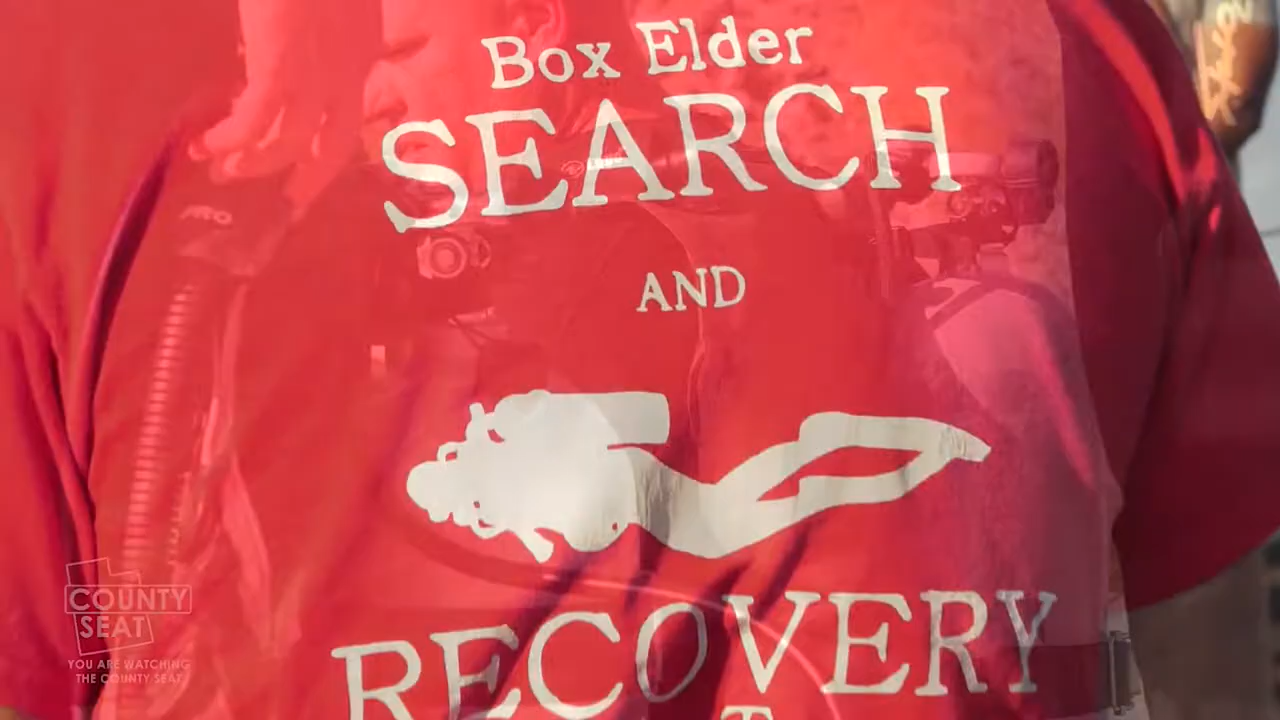 Box Elder
SEARCH
AND
RECOVERY
COUNTY
SEAT
YOU ARE WATCHING
THE COUNTY SEAT